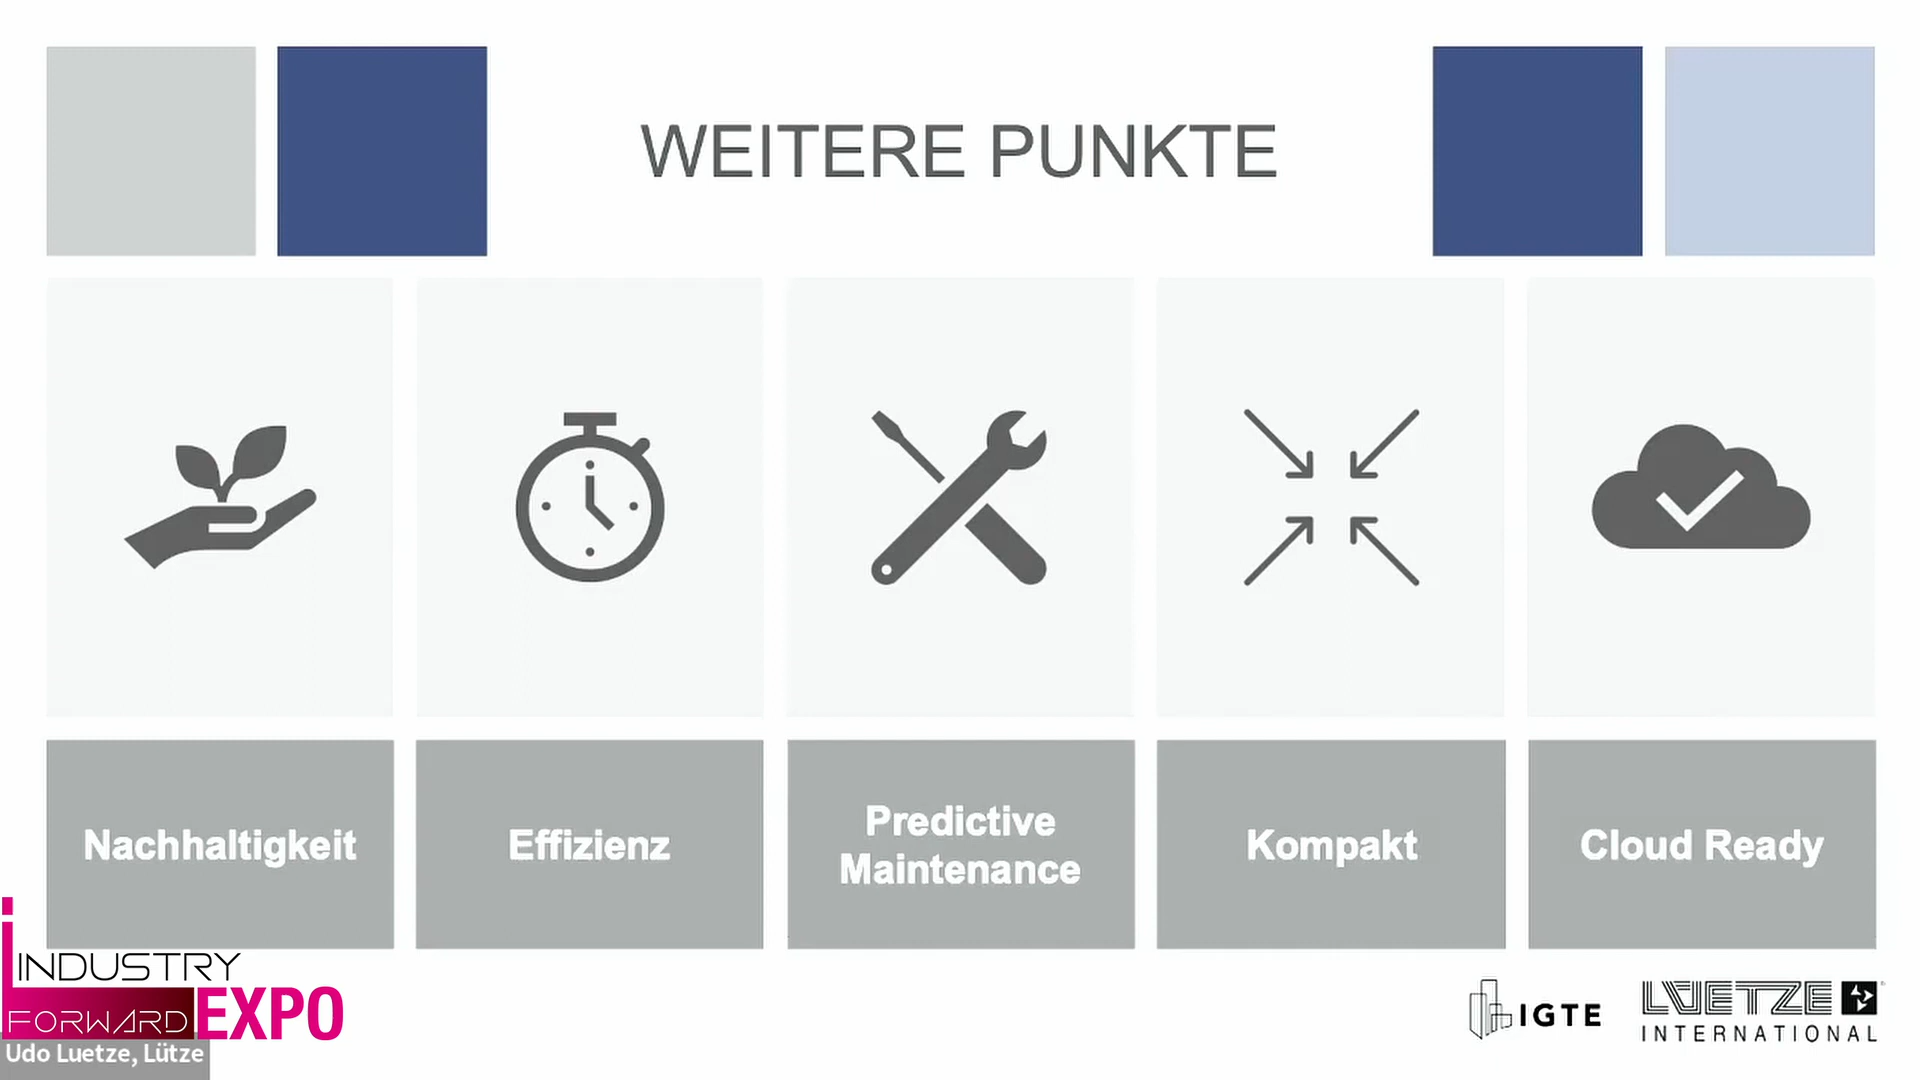 WEITERE PUNKTE
Nachhaltigkeit
Effizienz
Predictive
Maintenance
Kompakt
Cloud Ready
INDUSTRY
FORWARD EXPO
Udo Luetze, Lütze
IGTE
LUETZE
INTERNATIONAL